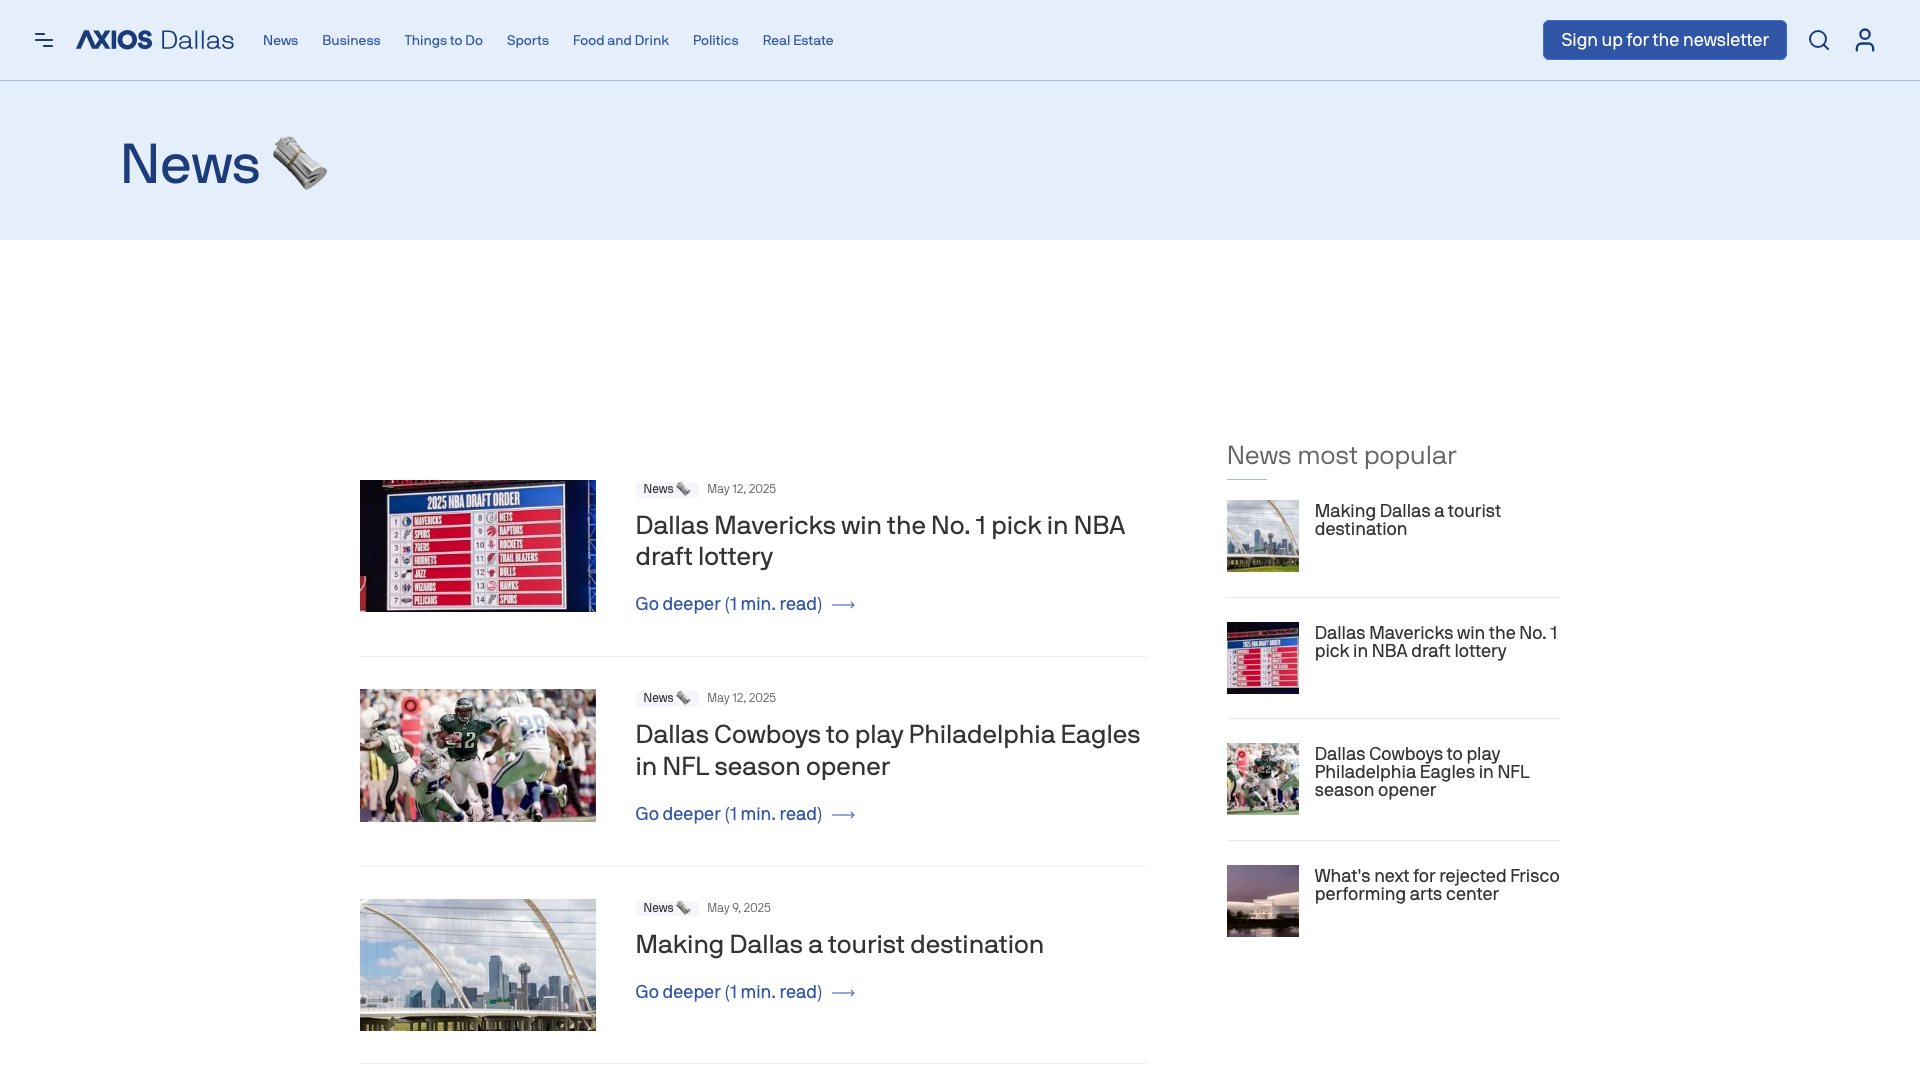 AXIOS Dallas
News
Business
Things to Do
Sports
Food and Drink
Politics
Real Estate
Sign up for the newsletter
News
2025 NBA DRAFT ORDER
1 MAVERICKS
2 SPURS
3 76ERS
4 HORNETS
5 JAZZ
6 WIZARDS
7 PELICANS
8 NETS
9 RAPTORS
10 ROCKETS
11 TRAIL BLAZERS
12 BULLS
13 HAWKS
14 SPURS
News May 12, 2025
Dallas Mavericks win the No. 1 pick in NBA
draft lottery
Go deeper (1 min. read)
News May 12, 2025
Dallas Cowboys to play Philadelphia Eagles
in NFL season opener
Go deeper (1 min. read)
News May 9, 2025
Making Dallas a tourist destination
Go deeper (1 min. read)
News most popular
Making Dallas a tourist
destination
Dallas Mavericks win the No. 1
pick in NBA draft lottery
Dallas Cowboys to play
Philadelphia Eagles in NFL
season opener
What's next for rejected Frisco
performing arts center